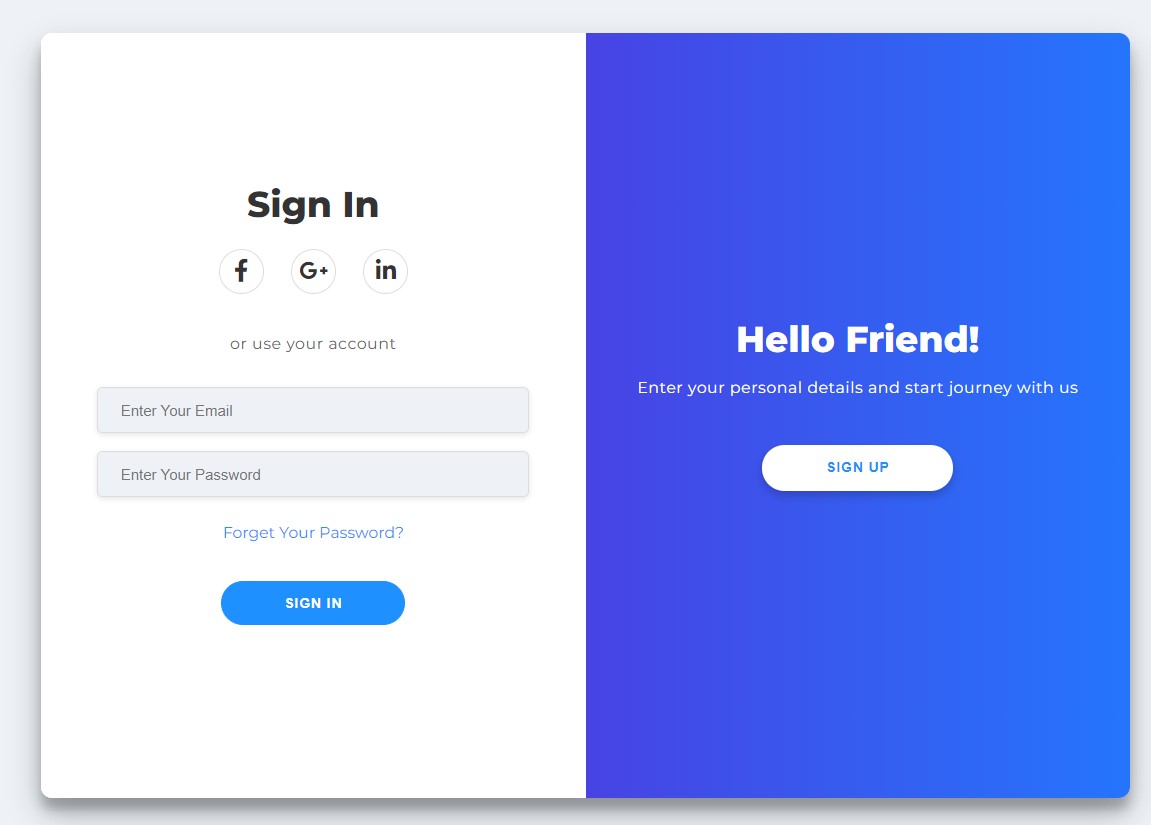 Sign In
f G+ in
or use your account
Enter Your Email
Enter Your Password
Forget Your Password?
SIGN IN
Hello Friend!
Enter your personal details and start journey with us
SIGN UP